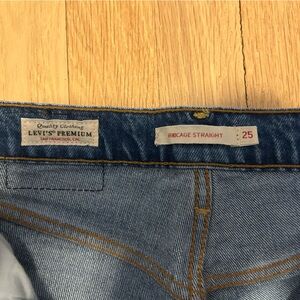 Quality Clothing
LEVI'S® PREMIUM
SAN FRANCISCO, CAL.
RIBCAGE STRAIGHT : 25